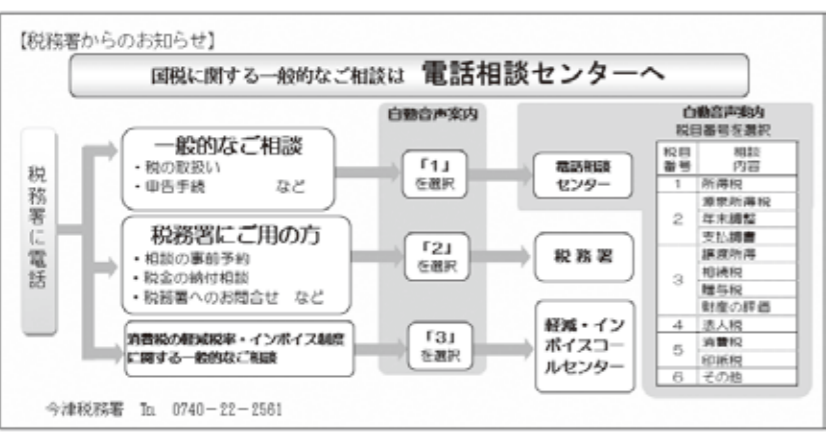 【税務署からのお知らせ】
国税に関する一般的なご相談は 電話相談センターへ
税務署に電話
一般的なご相談
・税の取扱い
・申告手続 など
税務署にご用の方
・相談の事前予約
・税金の納付相談
・税務署へのお問合せ など
消費税の軽減税率・インボイス制度
に関する一般的なご相談
自動音声案内
「1」
を選択
「2」
を選択
「3」
を選択
電話相談
センター
税務署
軽減・イン
ボイスコー
ルセンター
自動音声案内
税目番号を選択
税目番号 相談内容
1 所得税
2 源泉所得税
年末調整
支払調書
3 譲渡所得
相続税
贈与税
財産の評価
4 法人税
5 消費税
印紙税
6 その他
今津税務署 ℡ 0740-22-2561